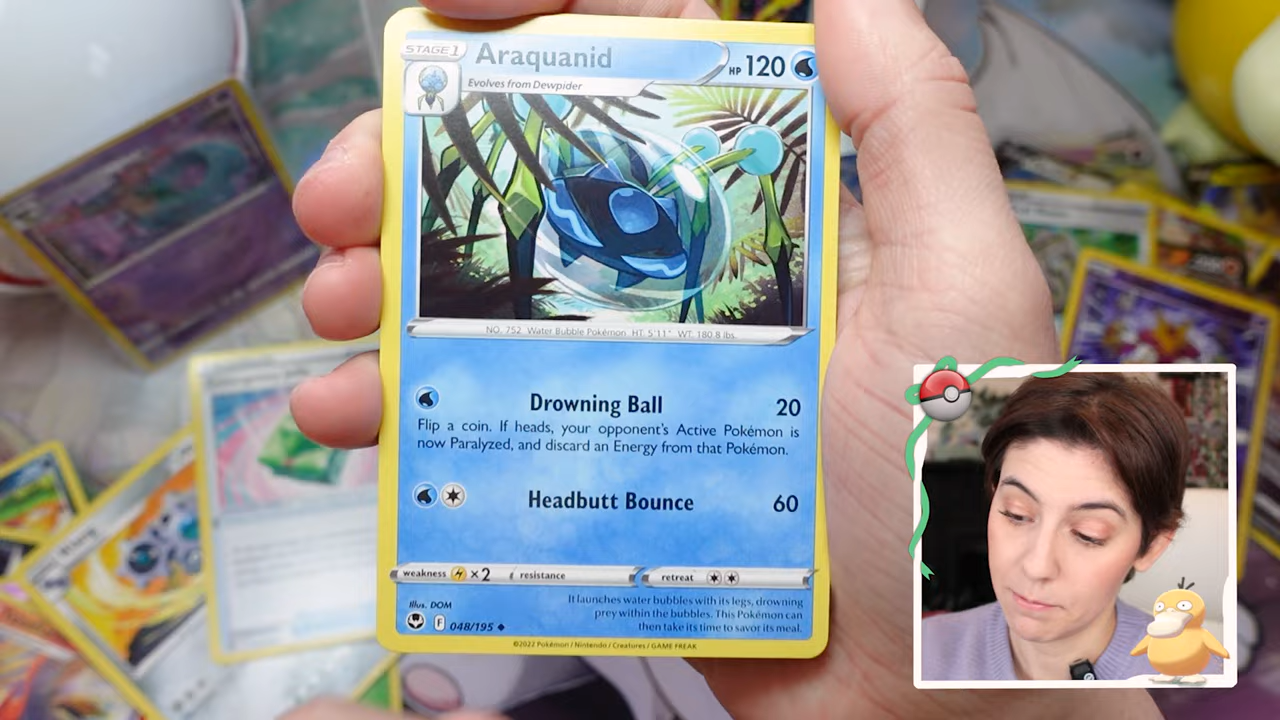 STAGE 1
Araquanid
HP 120
Evolves from Dewpider
NO. 752 Water Bubble Pokémon HT: 5'11" WT: 180.8 lbs.
Drowning Ball 20
Flip a coin. If heads, your opponent's Active Pokémon is
now Paralyzed, and discard an Energy from that Pokémon.
Headbutt Bounce 60
weakness ×2 resistance retreat
Illus. DOM
F 048/195
It launches water bubbles with its legs, drowning
prey within the bubbles. This Pokémon can
then take its time to savor its meal.
©2022 Pokémon / Nintendo / Creatures / GAME FREAK